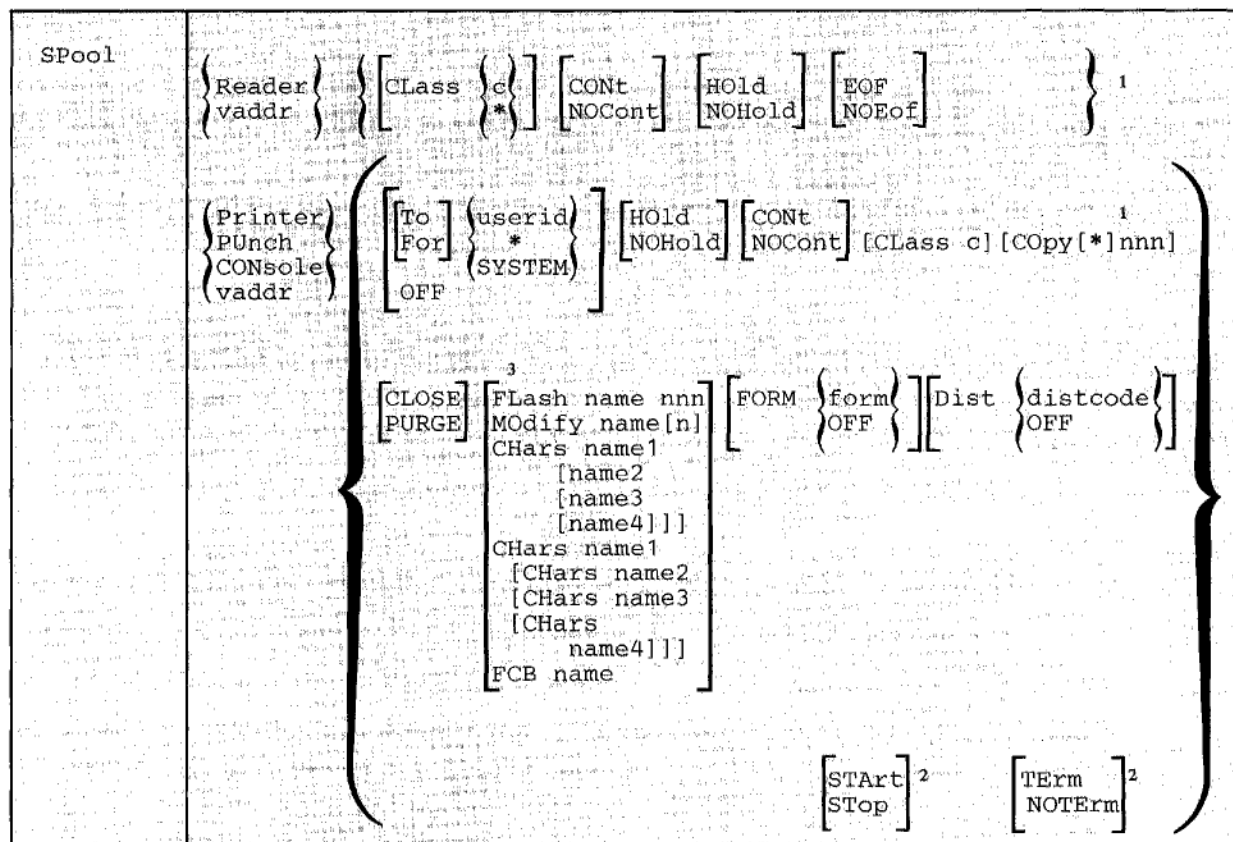 SPool
{Reader} {[CLass {c}] [CONt] [HOld] [EOF] } 1
{vaddr} {*} NOCont] NOHold] NOEof]
{Printer} [[To] {userid} [HOld] [CONt] 1
PUnch [For] * NOHold] NOCont] [CLass c][COpy[*]nnn]
CONsole SYSTEM}
vaddr} OFF
3
[CLOSE] [FLash name nnn] [FORM {form}] [Dist {distcode}]
PURGE] MOdify name[n] OFF OFF
CHars name1
[name2
[name3
[name4]]]
CHars name1
[CHars name2
[CHars name3
[CHars
name4]]]
FCB name
[STArt] 2 [TErm] 2
STop] NOTErm]